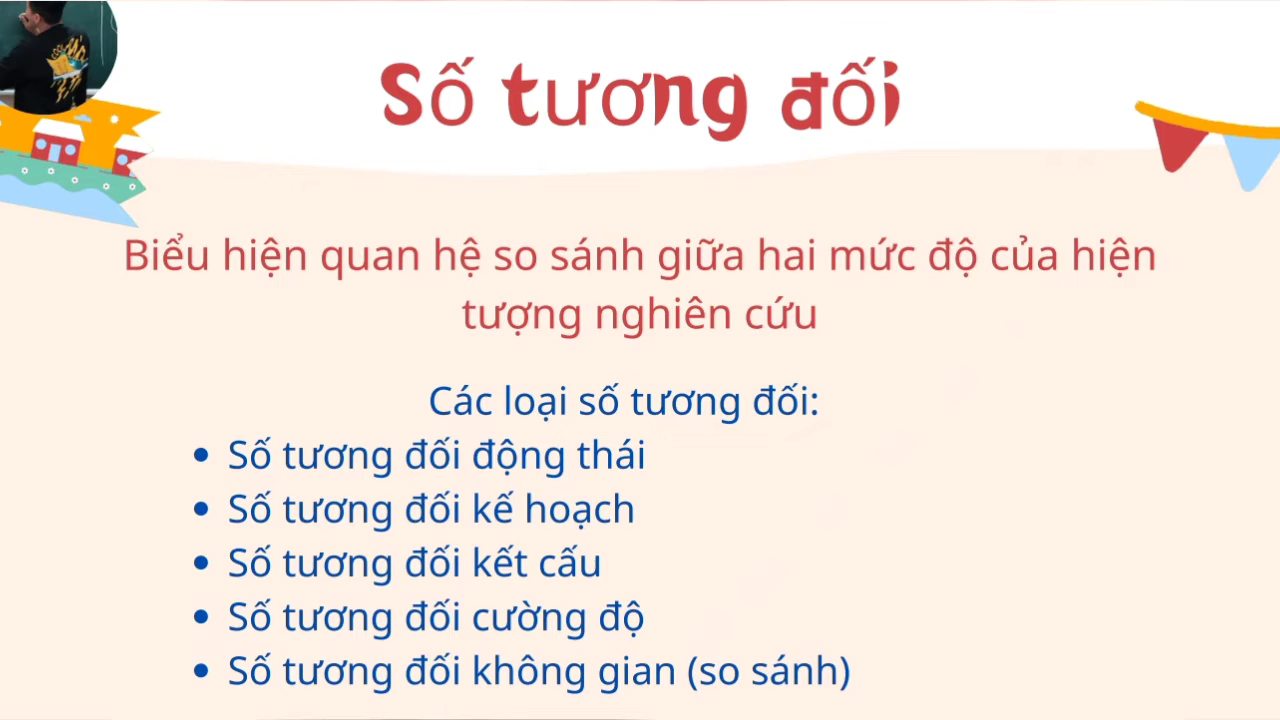 Số tương đối
Biểu hiện quan hệ so sánh giữa hai mức độ của hiện
tượng nghiên cứu
Các loại số tương đối:
• Số tương đối động thái
• Số tương đối kế hoạch
• Số tương đối kết cấu
• Số tương đối cường độ
• Số tương đối không gian (so sánh)